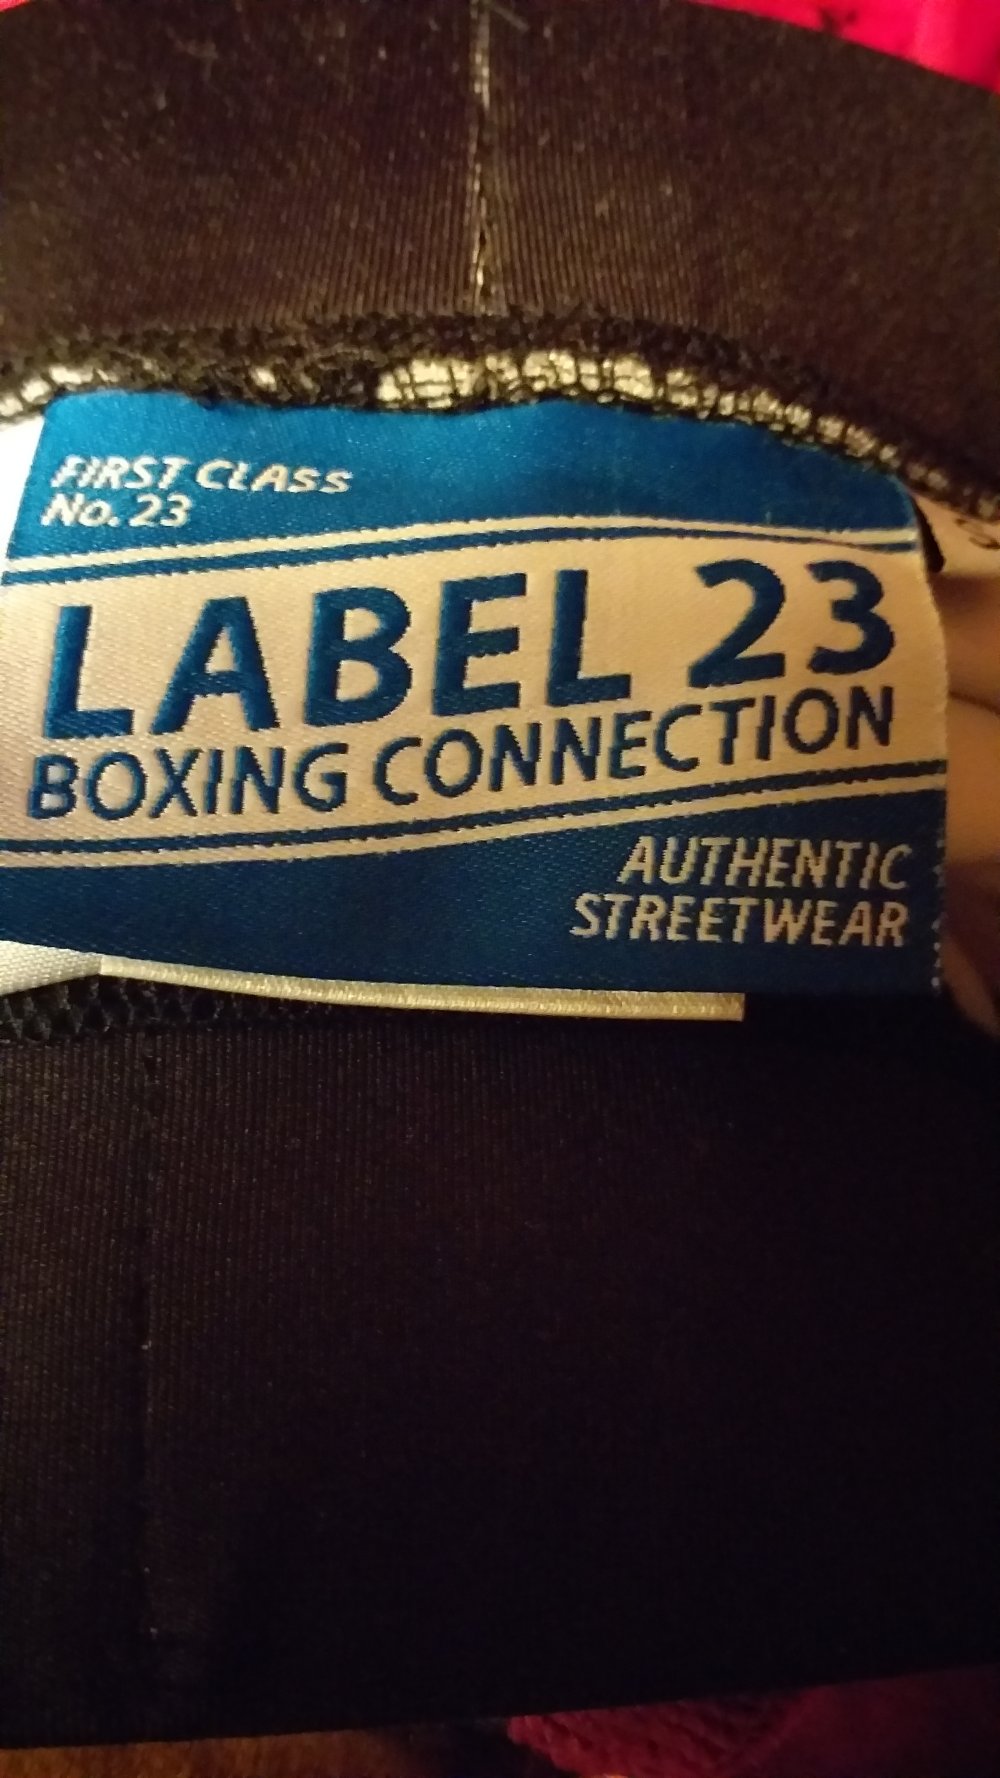 FIRST CLASS
No. 23
LABEL 23
BOXING CONNECTION
AUTHENTIC
STREETWEAR